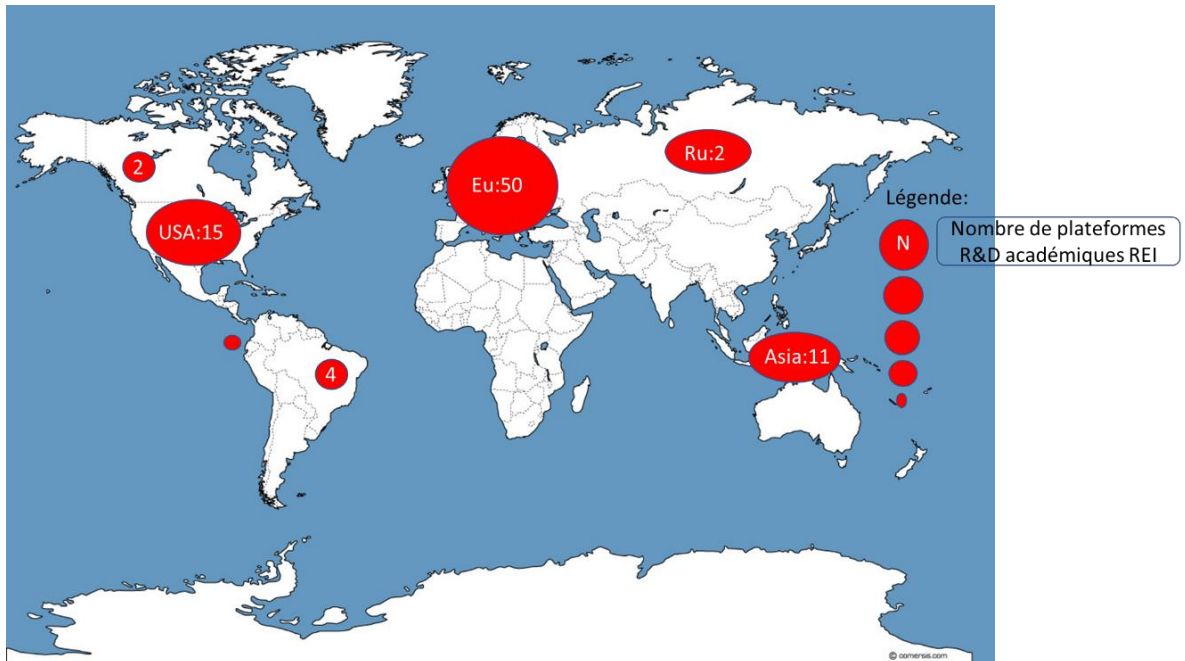 2
Ru:2
Eu:50
USA:15
Légende:
N
Nombre de plateformes
R&D académiques REI
Asia:11
4
© comersis.com